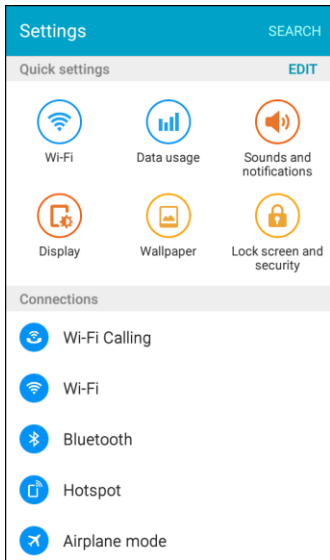 Settings SEARCH
Quick settings EDIT
Wi-Fi Data usage Sounds and
notifications
Display Wallpaper Lock screen and
security
Connections
Wi-Fi Calling
Wi-Fi
Bluetooth
Hotspot
Airplane mode